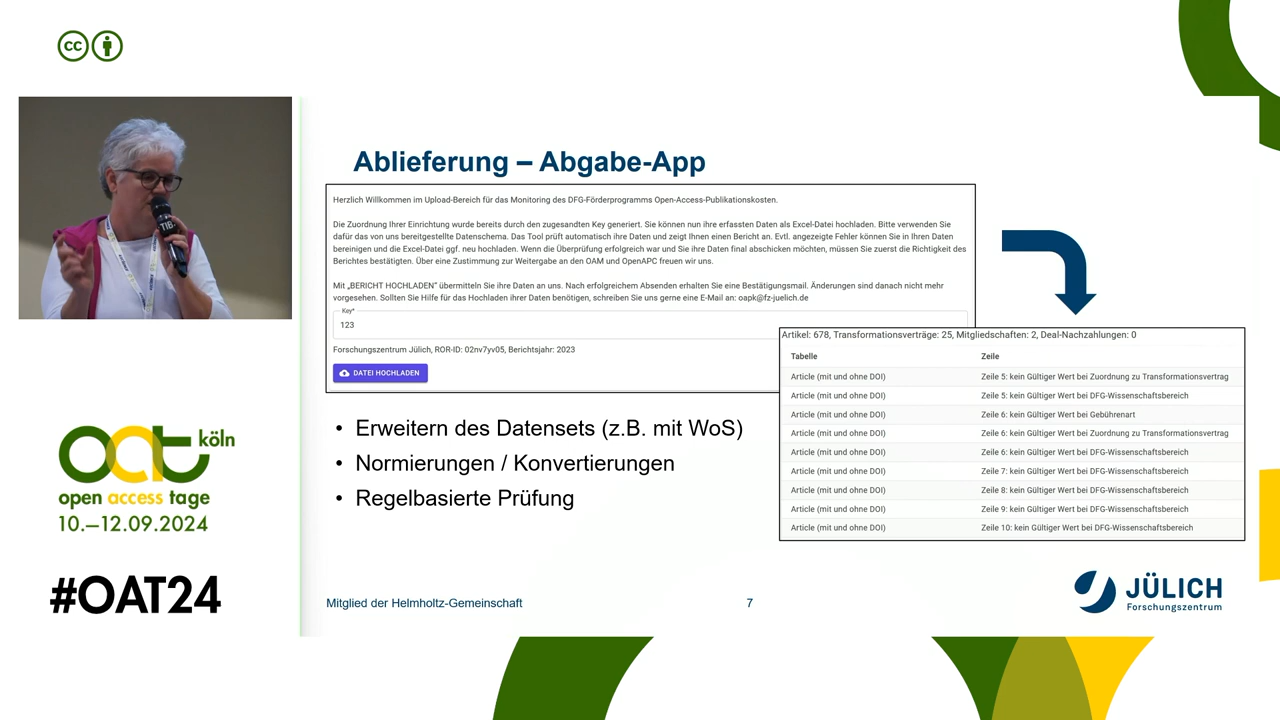 cc
TIB
Ablieferung – Abgabe-App
Herzlich Willkommen im Upload-Bereich für das Monitoring des DFG-Förderprogramms Open-Access-Publikationskosten.
Die Zuordnung Ihrer Einrichtung wurde bereits durch den zugesandten Key generiert. Sie können nun ihre erfassten Daten als Excel-Datei hochladen. Bitte verwenden Sie
dafür das von uns bereitgestellte Datenschema. Das Tool prüft automatisch ihre Daten und zeigt Ihnen einen Bericht an. Evtl. angezeigte Fehler können Sie in Ihren Daten
bereinigen und die Excel-Datei ggf. neu hochladen. Wenn die Überprüfung erfolgreich war und Sie ihre Daten final abschicken möchten, müssen Sie zuerst die Richtigkeit des
Berichtes bestätigen. Über eine Zustimmung zur Weitergabe an den OAM und OpenAPC freuen wir uns.
Mit „BERICHT HOCHLADEN" übermitteln Sie ihre Daten an uns. Nach erfolgreichem Absenden erhalten Sie eine Bestätigungsmail. Änderungen sind danach nicht mehr
vorgesehen. Sollten Sie Hilfe für das Hochladen ihrer Daten benötigen, schreiben Sie uns gerne eine E-Mail an: oapk@fz-juelich.de
Key*
123
Forschungszentrum Jülich, ROR-ID: 02nv7yv05, Berichtsjahr: 2023
DATEI HOCHLADEN
Artikel: 678, Transformationsverträge: 25, Mitgliedschaften: 2, Deal-Nachzahlungen: 0
Tabelle Zeile
Article (mit und ohne DOI) Zeile 5: kein Gültiger Wert bei Zuordnung zu Transformationsvertrag
Article (mit und ohne DOI) Zeile 5: kein Gültiger Wert bei DFG-Wissenschaftsbereich
Article (mit und ohne DOI) Zeile 6: kein Gültiger Wert bei Gebührenart
Article (mit und ohne DOI) Zeile 6: kein Gültiger Wert bei Zuordnung zu Transformationsvertrag
Article (mit und ohne DOI) Zeile 6: kein Gültiger Wert bei DFG-Wissenschaftsbereich
Article (mit und ohne DOI) Zeile 7: kein Gültiger Wert bei DFG-Wissenschaftsbereich
Article (mit und ohne DOI) Zeile 8: kein Gültiger Wert bei DFG-Wissenschaftsbereich
Article (mit und ohne DOI) Zeile 9: kein Gültiger Wert bei DFG-Wissenschaftsbereich
Article (mit und ohne DOI) Zeile 10: kein Gültiger Wert bei DFG-Wissenschaftsbereich
• Erweitern des Datensets (z.B. mit WoS)
• Normierungen / Konvertierungen
• Regelbasierte Prüfung
oat köln
open access tage
10.–12.09.2024
#OAT24
Mitglied der Helmholtz-Gemeinschaft
7
JÜLICH
Forschungszentrum